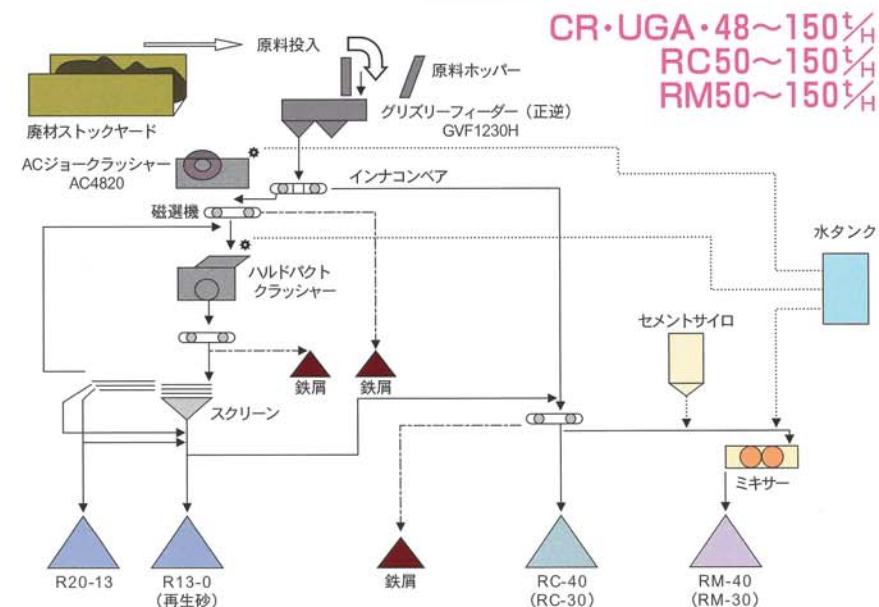 CR・UGA・48〜150t/H
RC50〜150t/H
RM50〜150t/H
原料投入
原料ホッパー
廃材ストックヤード
グリズリーフィーダー（正逆）
GVF1230H
ACジョークラッシャー
AC4820
インナコンベア
磁選機
水タンク
ハルドパクト
クラッシャー
セメントサイロ
鉄屑
鉄屑
スクリーン
ミキサー
R20-13
R13-0
（再生砂）
鉄屑
RC-40
(RC-30)
RM-40
(RM-30)